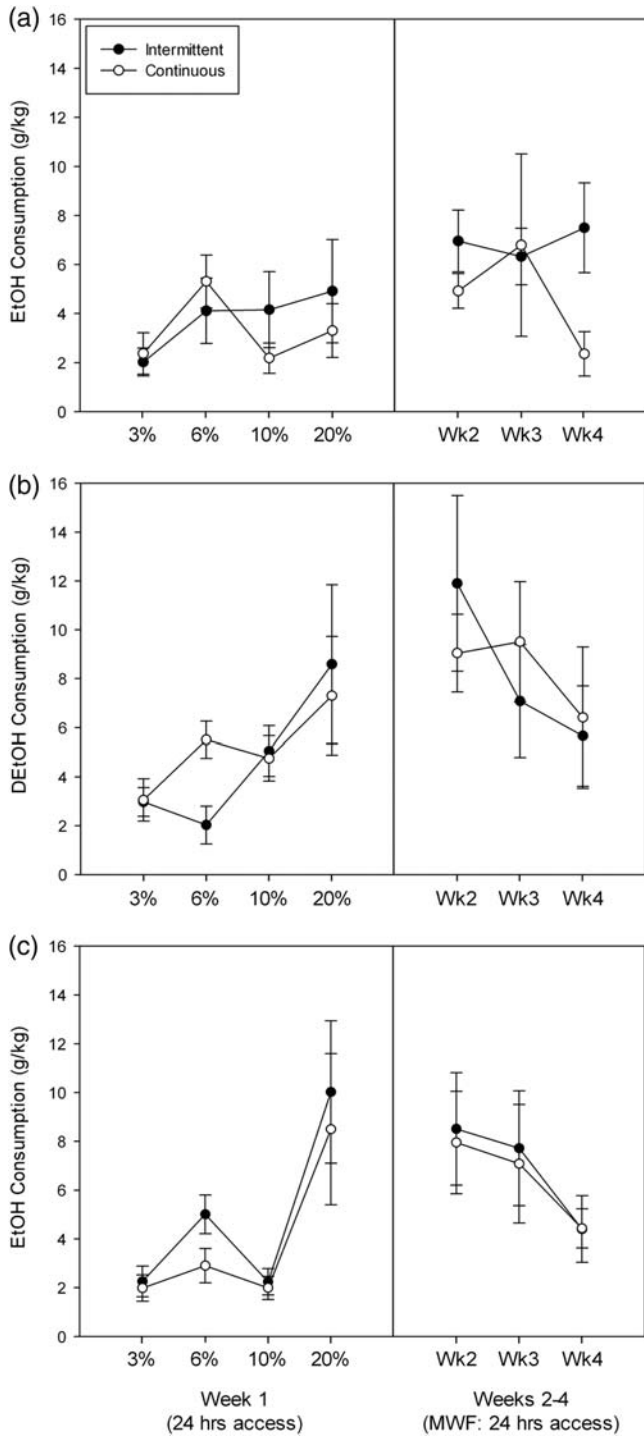 (a)
16
14
12
10
8
6
4
2
0
EtOH Consumption (g/kg)
Intermittent
Continuous
3% 6% 10% 20% Wk2 Wk3 Wk4
(b)
16
14
12
10
8
6
4
2
0
DEtOH Consumption (g/kg)
3% 6% 10% 20% Wk2 Wk3 Wk4
(c)
16
14
12
10
8
6
4
2
0
EtOH Consumption (g/kg)
3% 6% 10% 20% Wk2 Wk3 Wk4
Week 1 Weeks 2-4
(24 hrs access) (MWF: 24 hrs access)